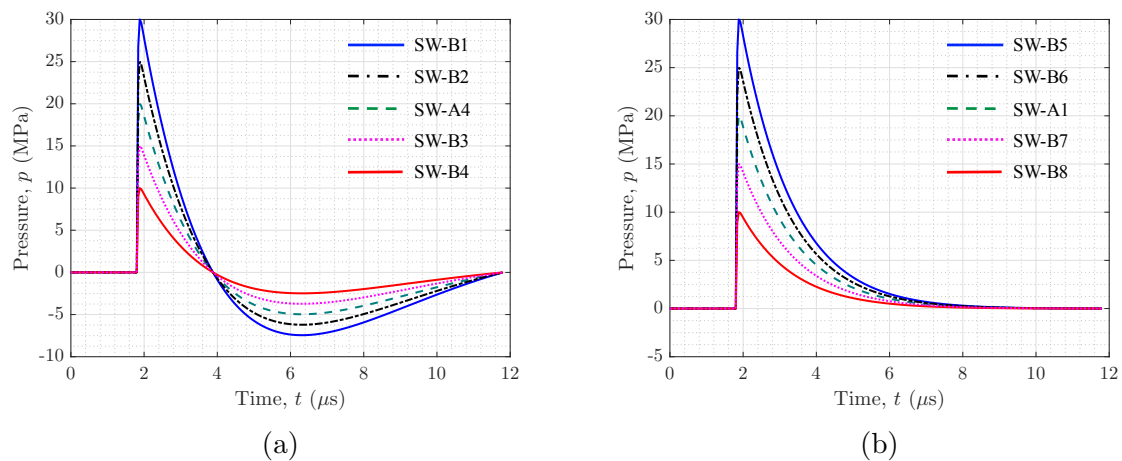 30
25
20
15
10
5
0
-5
-10
Pressure, p (MPa)
SW-B1
SW-B2
SW-A4
SW-B3
SW-B4
0 2 4 6 8 10 12
Time, t (μs)
(a)
30
25
20
15
10
5
0
-5
Pressure, p (MPa)
SW-B5
SW-B6
SW-A1
SW-B7
SW-B8
0 2 4 6 8 10 12
Time, t (μs)
(b)